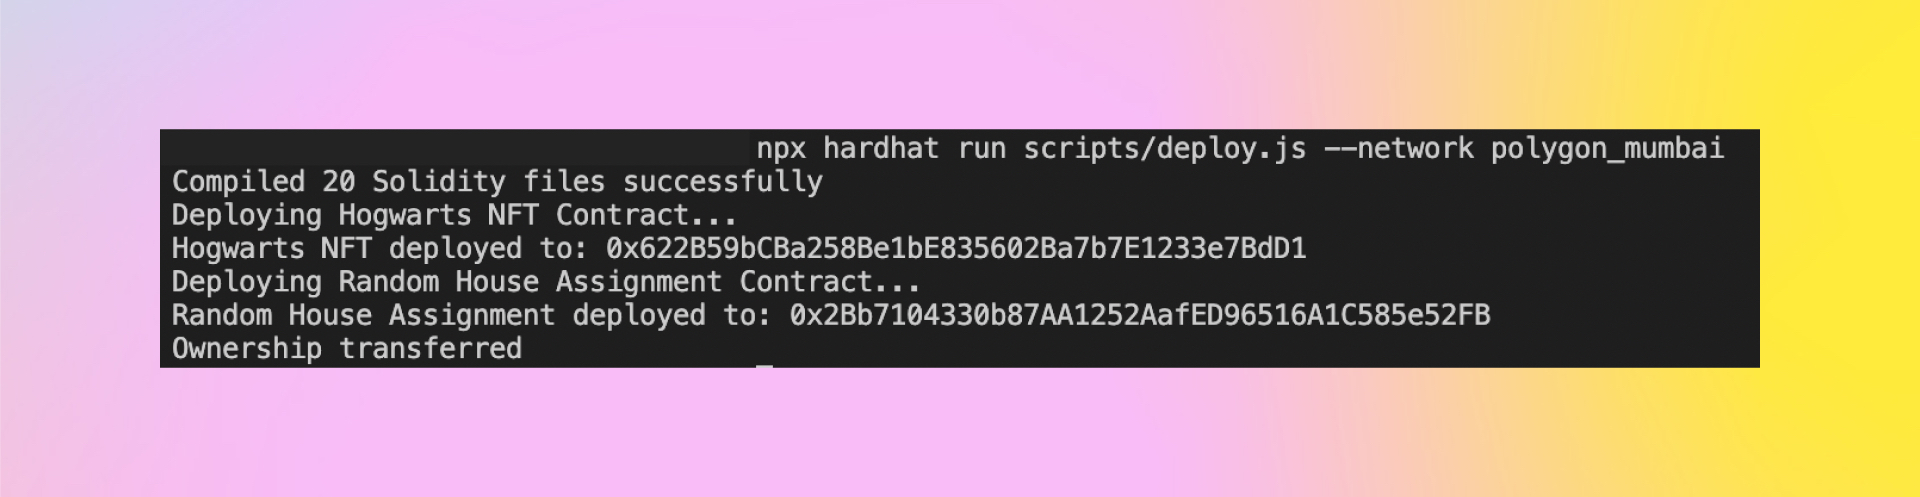 npx hardhat run scripts/deploy.js --network polygon_mumbai
Compiled 20 Solidity files successfully
Deploying Hogwarts NFT Contract...
Hogwarts NFT deployed to: 0x622B59bCBa258Be1bE835602Ba7b7E1233e7BdD1
Deploying Random House Assignment Contract...
Random House Assignment deployed to: 0x2Bb7104330b87AA1252AafED96516A1C585e52FB
Ownership transferred